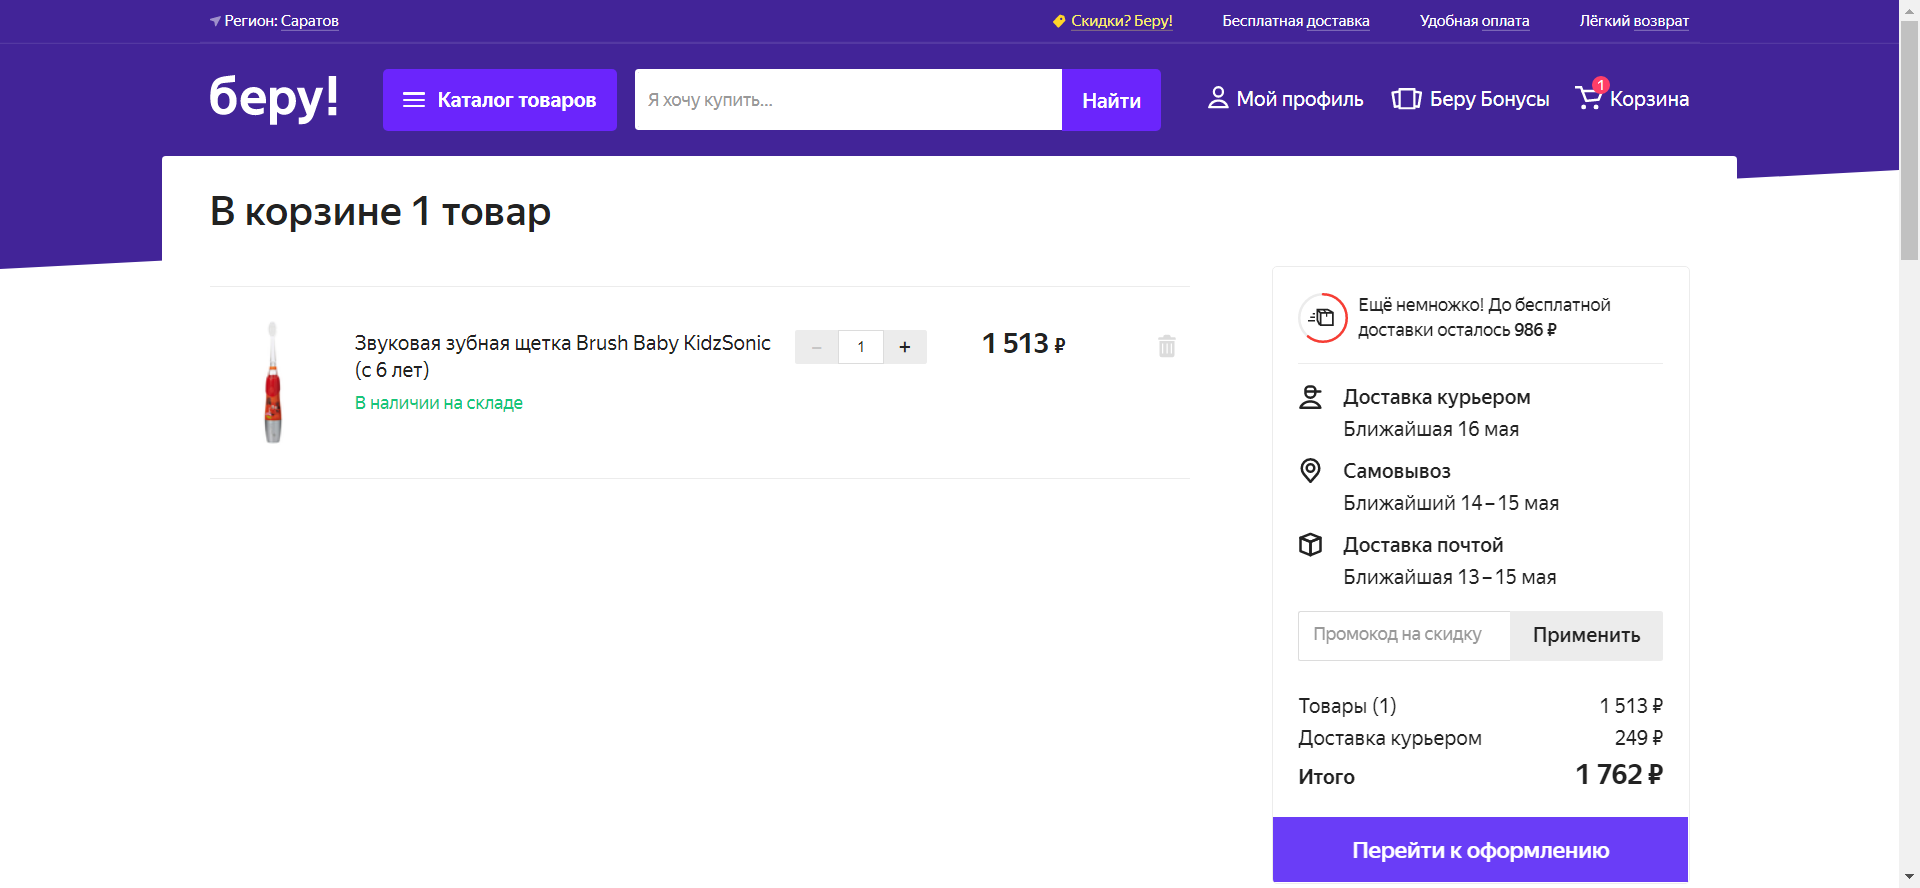 Регион: Саратов
Скидки? Беру!
Бесплатная доставка
Удобная оплата
Лёгкий возврат
беру!
Каталог товаров
Я хочу купить...
Найти
Мой профиль
Беру Бонусы
1
Корзина
В корзине 1 товар
Звуковая зубная щетка Brush Baby KidzSonic
(с 6 лет)
В наличии на складе
– 1 +
1 513 ₽
Ещё немножко! До бесплатной
доставки осталось 986 ₽
Доставка курьером
Ближайшая 16 мая
Самовывоз
Ближайший 14–15 мая
Доставка почтой
Ближайшая 13–15 мая
Промокод на скидку
Применить
Товары (1) 1 513 ₽
Доставка курьером 249 ₽
Итого 1 762 ₽
Перейти к оформлению